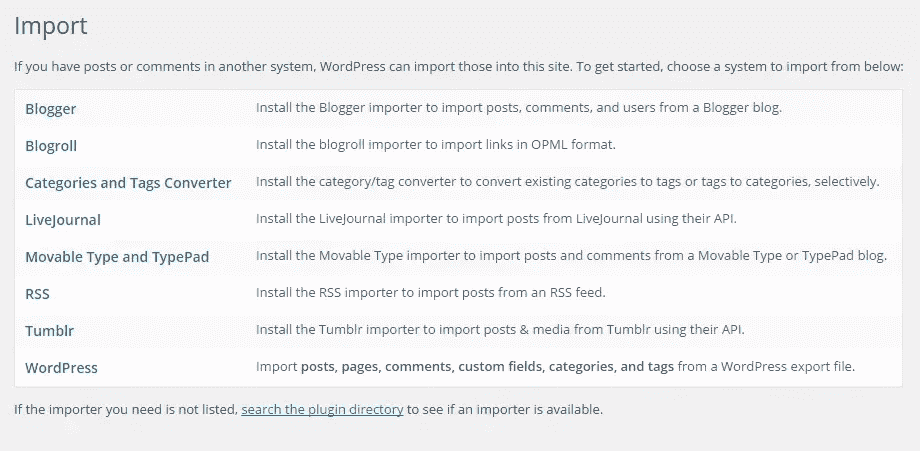 Import
If you have posts or comments in another system, WordPress can import those into this site. To get started, choose a system to import from below:
Blogger Install the Blogger importer to import posts, comments, and users from a Blogger blog.
Blogroll Install the blogroll importer to import links in OPML format.
Categories and Tags Converter Install the category/tag converter to convert existing categories to tags or tags to categories, selectively.
LiveJournal Install the LiveJournal importer to import posts from LiveJournal using their API.
Movable Type and TypePad Install the Movable Type importer to import posts and comments from a Movable Type or TypePad blog.
RSS Install the RSS importer to import posts from an RSS feed.
Tumblr Install the Tumblr importer to import posts & media from Tumblr using their API.
WordPress Import posts, pages, comments, custom fields, categories, and tags from a WordPress export file.
If the importer you need is not listed, search the plugin directory to see if an importer is available.